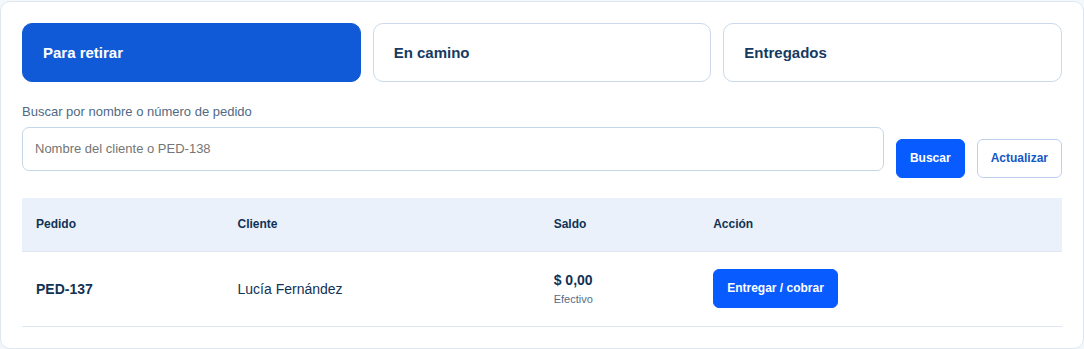 Para retirar
En camino
Entregados
Buscar por nombre o número de pedido
Nombre del cliente o PED-138
Buscar
Actualizar
Pedido
Cliente
Saldo
Acción
PED-137
Lucía Fernández
$ 0,00
Efectivo
Entregar / cobrar